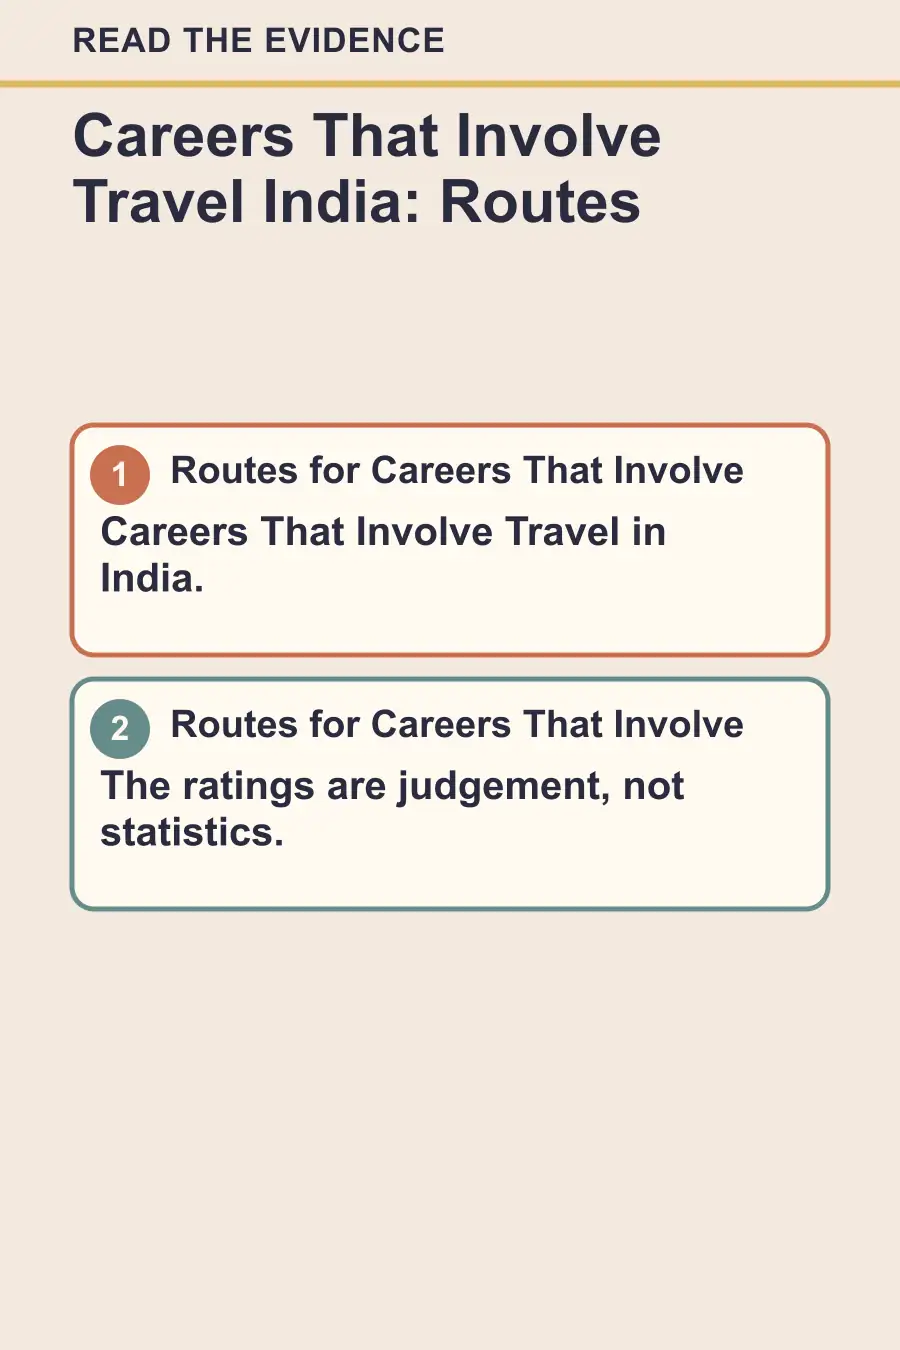 READ THE EVIDENCE
Careers That Involve
Travel India: Routes
1
Routes for Careers That Involve
Careers That Involve Travel in
India.
2
Routes for Careers That Involve
The ratings are judgement, not
statistics.